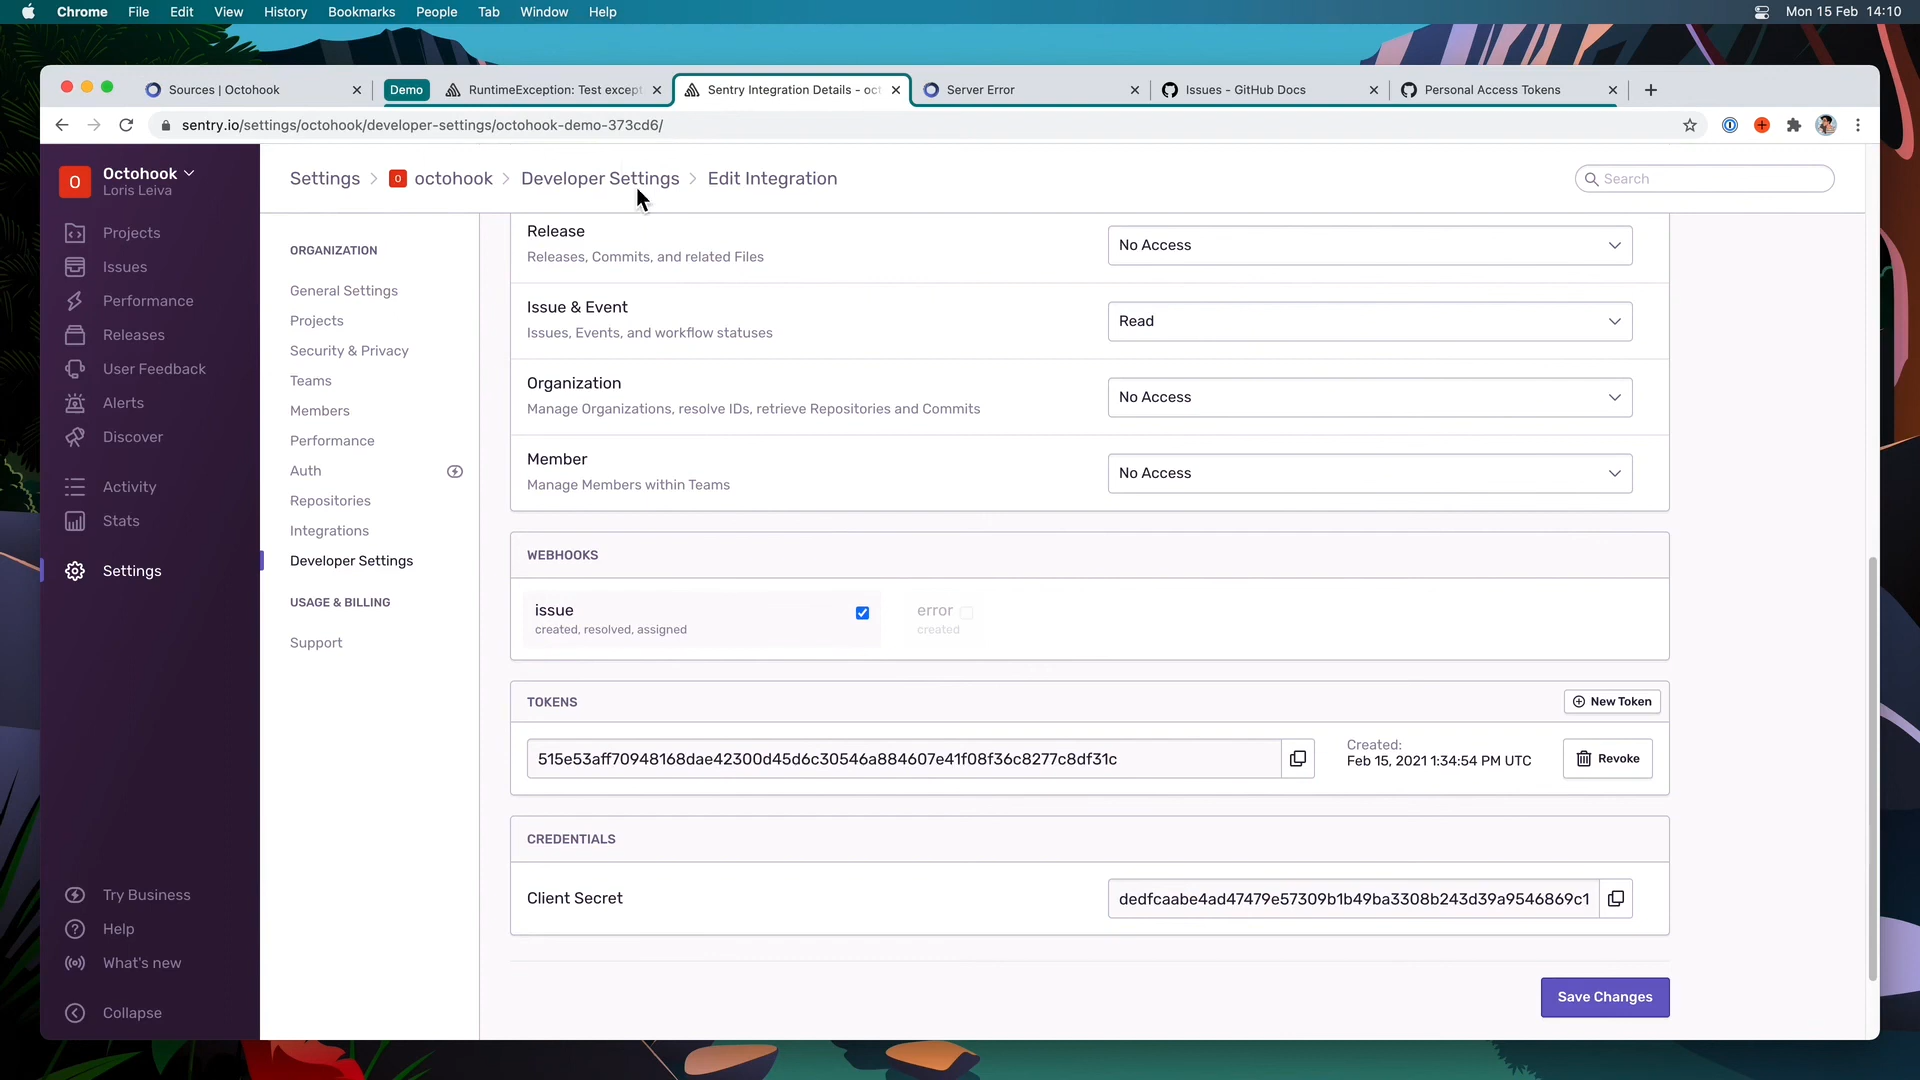 Chrome File Edit View History Bookmarks People Tab Window Help Mon 15 Feb 14:10
Sources | Octohook Demo RuntimeException: Test except Sentry Integration Details - oct Server Error Issues - GitHub Docs Personal Access Tokens
sentry.io/settings/octohook/developer-settings/octohook-demo-373cd6/
O Octohook
Loris Leiva
Projects
Issues
Performance
Releases
User Feedback
Alerts
Discover
Activity
Stats
Settings
Try Business
Help
What's new
Collapse
Settings > O octohook > Developer Settings > Edit Integration
Search
ORGANIZATION
General Settings
Projects
Security & Privacy
Teams
Members
Performance
Auth
Repositories
Integrations
Developer Settings
USAGE & BILLING
Support
Release
Releases, Commits, and related Files
No Access
Issue & Event
Issues, Events, and workflow statuses
Read
Organization
Manage Organizations, resolve IDs, retrieve Repositories and Commits
No Access
Member
Manage Members within Teams
No Access
WEBHOOKS
issue
created, resolved, assigned
error
created
TOKENS
New Token
515e53aff70948168dae42300d45d6c30546a884607e41f08f36c8277c8df31c
Created:
Feb 15, 2021 1:34:54 PM UTC
Revoke
CREDENTIALS
Client Secret
dedfcaabe4ad47479e57309b1b49ba3308b243d39a9546869c1
Save Changes